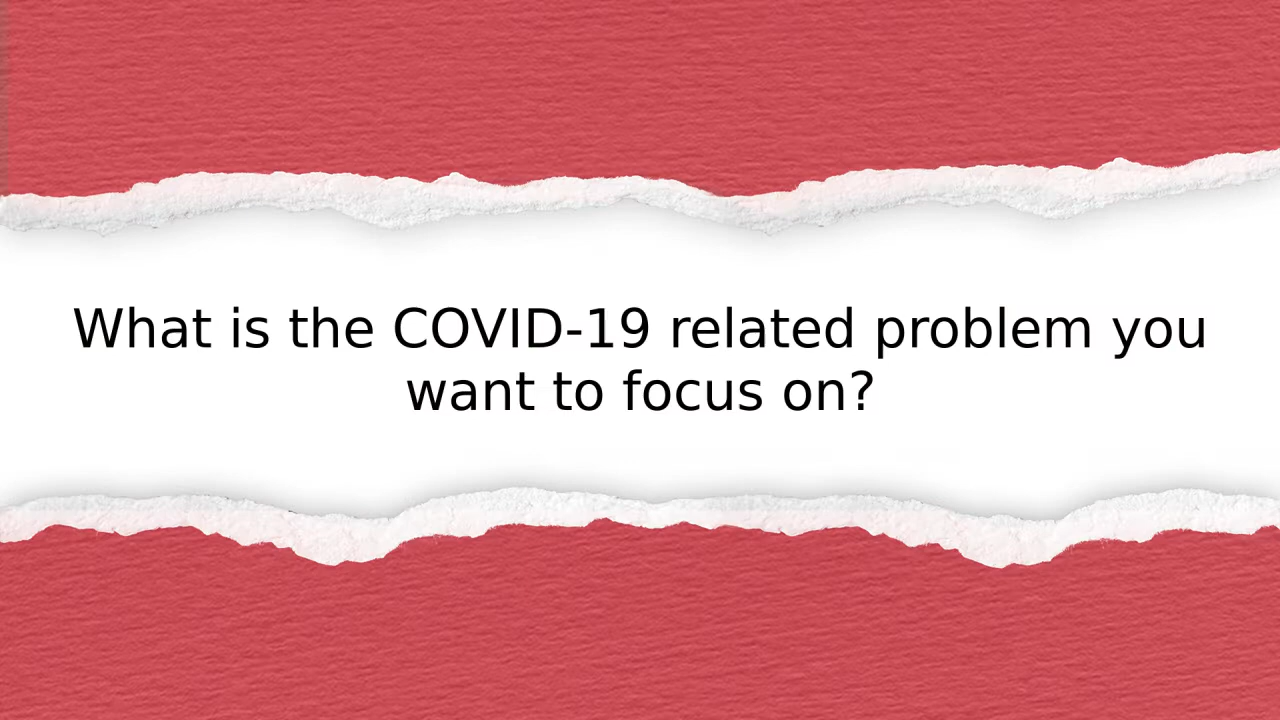 What is the COVID-19 related problem you
want to focus on?